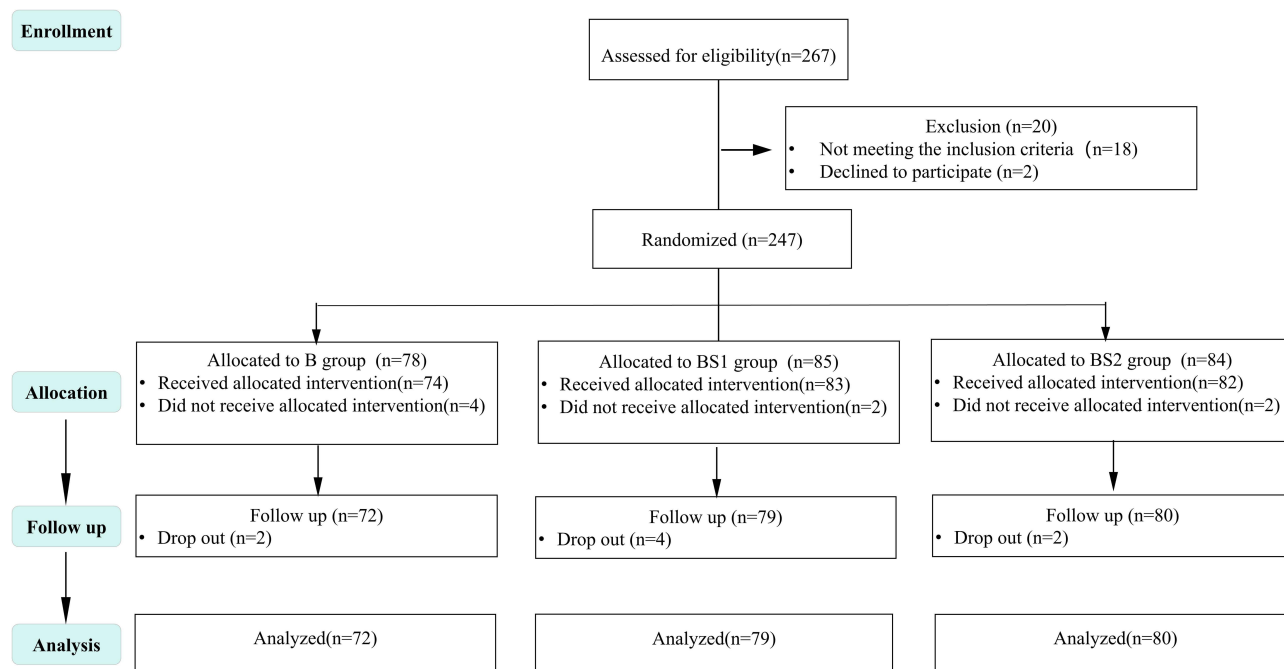 Enrollment
Assessed for eligibility(n=267)
Exclusion (n=20)
• Not meeting the inclusion criteria（n=18)
• Declined to participate (n=2)
Randomized (n=247)
Allocation
Allocated to B group (n=78)
• Received allocated intervention(n=74)
• Did not receive allocated intervention(n=4)
Allocated to BS1 group (n=85)
• Received allocated intervention(n=83)
• Did not receive allocated intervention(n=2)
Allocated to BS2 group (n=84)
• Received allocated intervention(n=82)
• Did not receive allocated intervention(n=2)
Follow up
Follow up (n=72)
• Drop out (n=2)
Follow up (n=79)
• Drop out (n=4)
Follow up (n=80)
• Drop out (n=2)
Analysis
Analyzed(n=72)
Analyzed(n=79)
Analyzed(n=80)